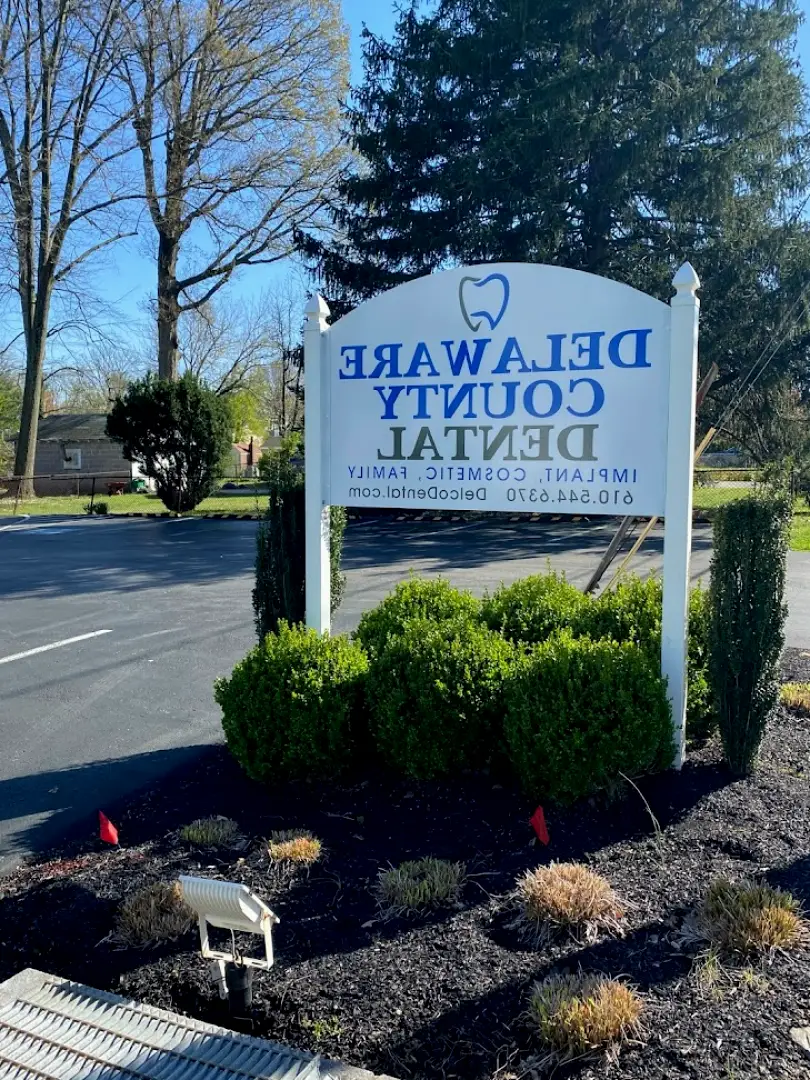 DELAWARE
COUNTY
DENTAL
IMPLANT, COSMETIC, FAMILY
610.544.6370 DelcoDental.com